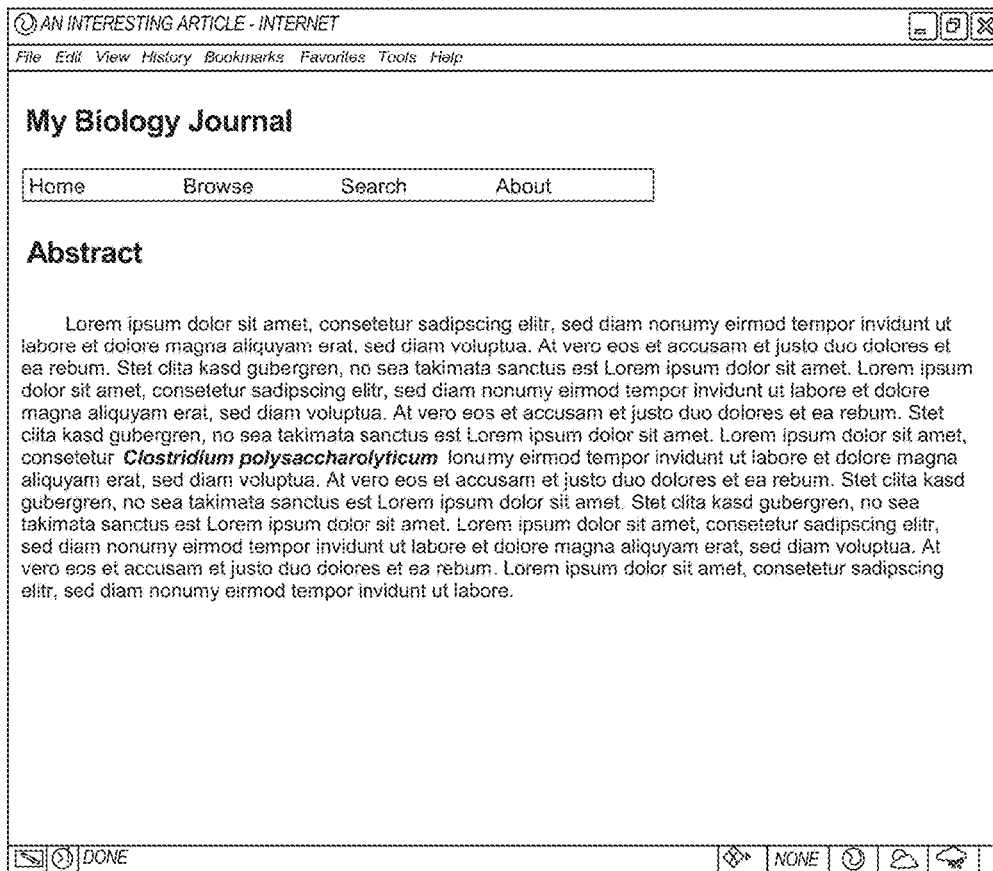 AN INTERESTING ARTICLE - INTERNET
File Edit View History Bookmarks Favorites Tools Help
My Biology Journal
Home Browse Search About
Abstract
Lorem ipsum dolor sit amet, consetetur sadipscing elitr, sed diam nonumy eirmod tempor invidunt ut
labore et dolore magna aliquyam erat, sed diam voluptua. At vero eos et accusam et justo duo dolores et
ea rebum. Stet clita kasd gubergren, no sea takimata sanctus est Lorem ipsum dolor sit amet. Lorem ipsum
dolor sit amet, consetetur sadipscing elitr, sed diam nonumy eirmod tempor invidunt ut labore et dolore
magna aliquyam erat, sed diam voluptua. At vero eos et accusam et justo duo dolores et ea rebum. Stet
clita kasd gubergren, no sea takimata sanctus est Lorem ipsum dolor sit amet. Lorem ipsum dolor sit amet,
consetetur Clostridium polysaccharolyticum Ionumy eirmod tempor invidunt ut labore et dolore magna
aliquyam erat, sed diam voluptua. At vero eos et accusam et justo duo dolores et ea rebum. Stet clita kasd
gubergren, no sea takimata sanctus est Lorem ipsum dolor sit amet. Stet clita kasd gubergren, no sea
takimata sanctus est Lorem ipsum dolor sit amet. Lorem ipsum dolor sit amet, consetetur sadipscing elitr,
sed diam nonumy eirmod tempor invidunt ut labore et dolore magna aliquyam erat, sed diam voluptua. At
vero eos et accusam et justo duo dolores et ea rebum. Lorem ipsum dolor sit amet, consetetur sadipscing
elitr, sed diam nonumy eirmod tempor invidunt ut labore.
DONE NONE